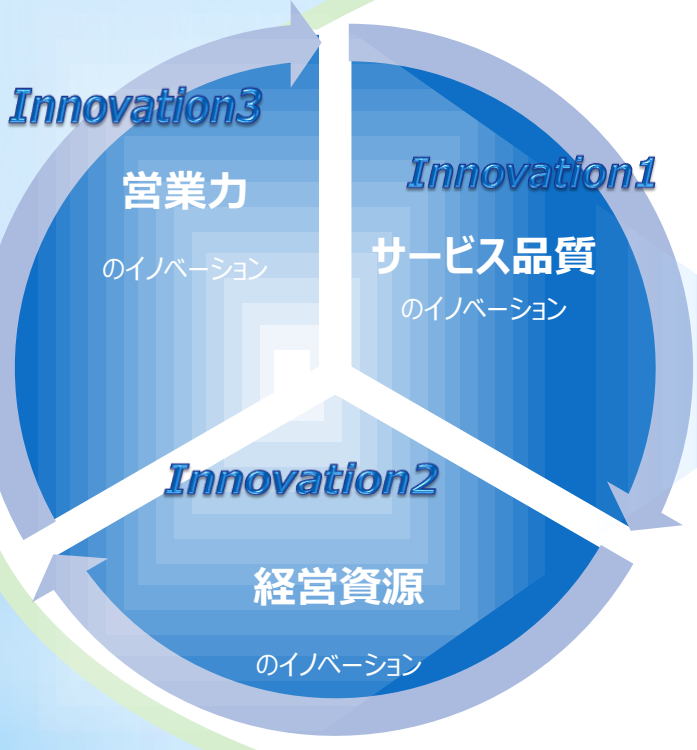 Innovation3
営業力
のイノベーション
Innovation1
サービス品質
のイノベーション
Innovation2
経営資源
のイノベーション